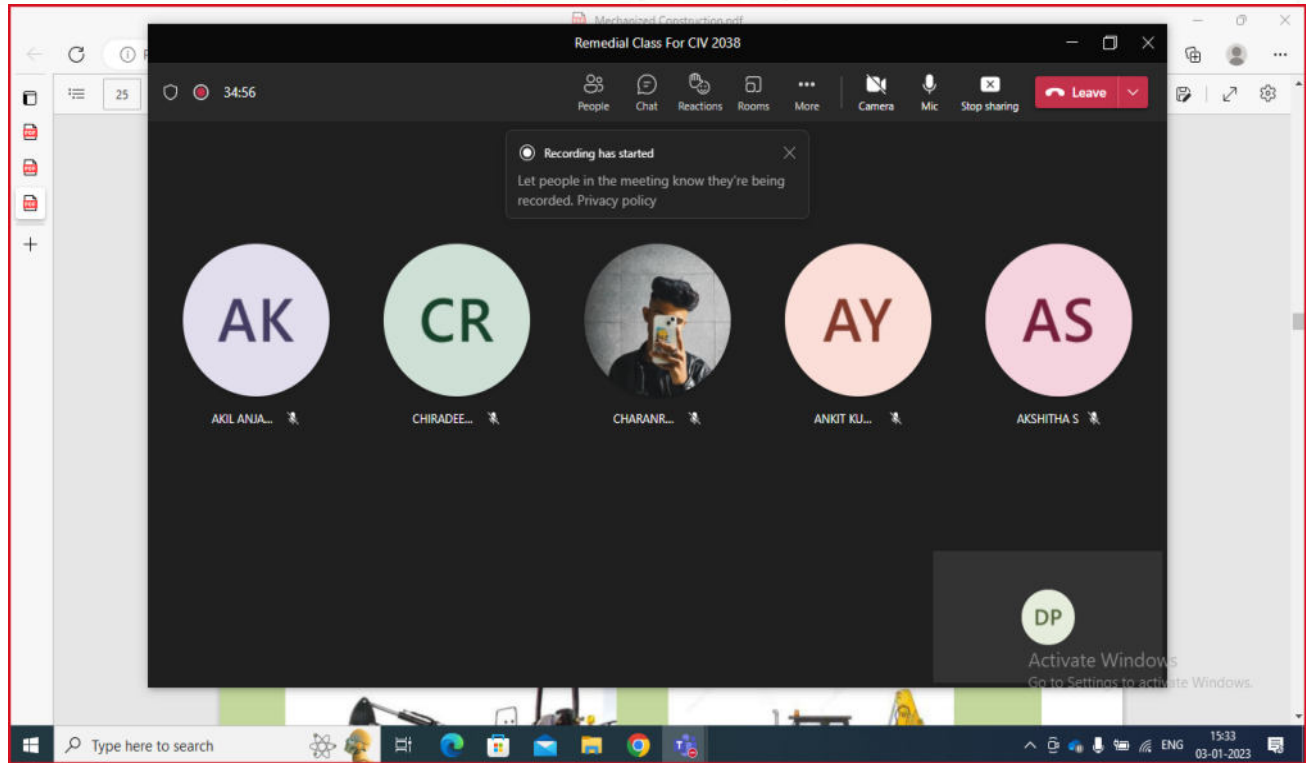 Mechanized Construction.pdf
Remedial Class For CIV 2038
25
34:56
People
Chat
Reactions
Rooms
More
Camera
Mic
Stop sharing
Leave
Recording has started
Let people in the meeting know they're being
recorded. Privacy policy
AK
CR
AY
AS
AKIL ANJA...
CHIRADEE...
CHARANR...
ANKIT KU...
AKSHITHA S
DP
Activate Windows
Go to Settings to activate Windows.
Type here to search
ENG
15:33
03-01-2023